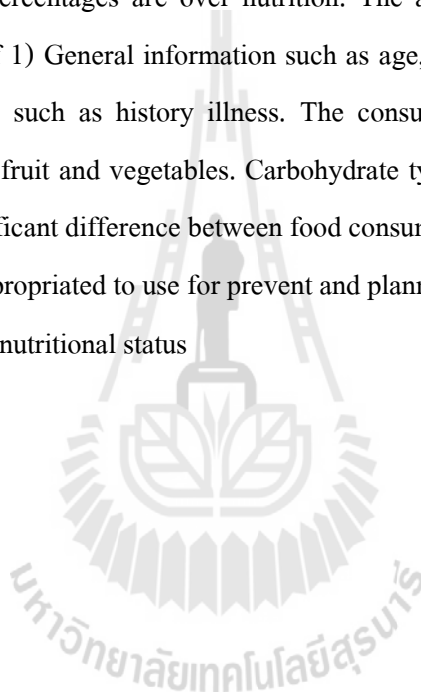 ercentages are over nutrition. The a
f 1) General information such as age,
such as history illness. The consu
fruit and vegetables. Carbohydrate ty
ficant difference between food consur
propriated to use for prevent and planr
nutritional status
มหาวิทยาลัยเทคโนโลยีสุรนารี